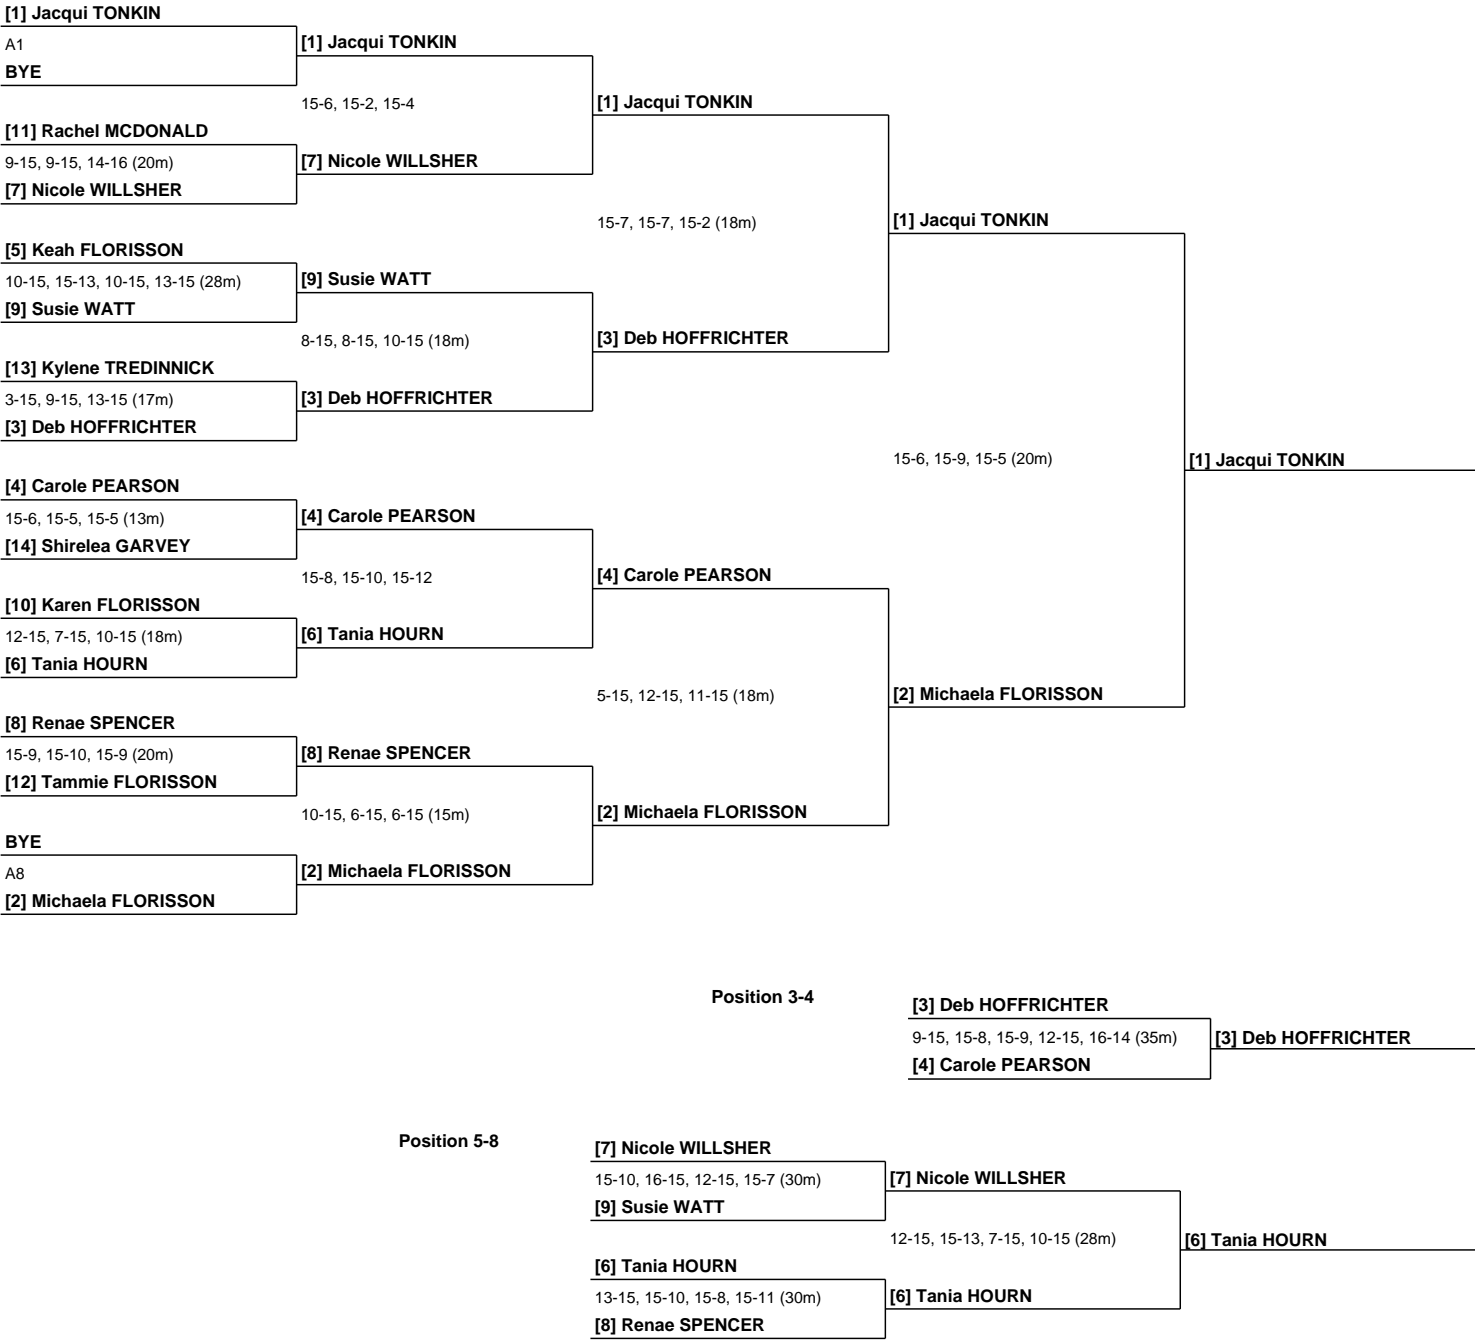 [1] Jacqui TONKIN
A1
[1] Jacqui TONKIN
BYE
15-6, 15-2, 15-4
[1] Jacqui TONKIN
[11] Rachel MCDONALD
9-15, 9-15, 14-16 (20m)
[7] Nicole WILLSHER
[7] Nicole WILLSHER
15-7, 15-7, 15-2 (18m)
[1] Jacqui TONKIN
[5] Keah FLORISSON
10-15, 15-13, 10-15, 13-15 (28m)
[9] Susie WATT
[9] Susie WATT
8-15, 8-15, 10-15 (18m)
[3] Deb HOFFRICHTER
[13] Kylene TREDINNICK
3-15, 9-15, 13-15 (17m)
[3] Deb HOFFRICHTER
[3] Deb HOFFRICHTER
15-6, 15-9, 15-5 (20m)
[1] Jacqui TONKIN
[4] Carole PEARSON
15-6, 15-5, 15-5 (13m)
[4] Carole PEARSON
[14] Shirelea GARVEY
15-8, 15-10, 15-12
[4] Carole PEARSON
[10] Karen FLORISSON
12-15, 7-15, 10-15 (18m)
[6] Tania HOURN
[6] Tania HOURN
5-15, 12-15, 11-15 (18m)
[2] Michaela FLORISSON
[8] Renae SPENCER
15-9, 15-10, 15-9 (20m)
[8] Renae SPENCER
[12] Tammie FLORISSON
10-15, 6-15, 6-15 (15m)
[2] Michaela FLORISSON
BYE
A8
[2] Michaela FLORISSON
[2] Michaela FLORISSON
Position 3-4
[3] Deb HOFFRICHTER
9-15, 15-8, 15-9, 12-15, 16-14 (35m)
[3] Deb HOFFRICHTER
[4] Carole PEARSON
Position 5-8
[7] Nicole WILLSHER
15-10, 16-15, 12-15, 15-7 (30m)
[7] Nicole WILLSHER
[9] Susie WATT
12-15, 15-13, 7-15, 10-15 (28m)
[6] Tania HOURN
[6] Tania HOURN
13-15, 15-10, 15-8, 15-11 (30m)
[6] Tania HOURN
[8] Renae SPENCER